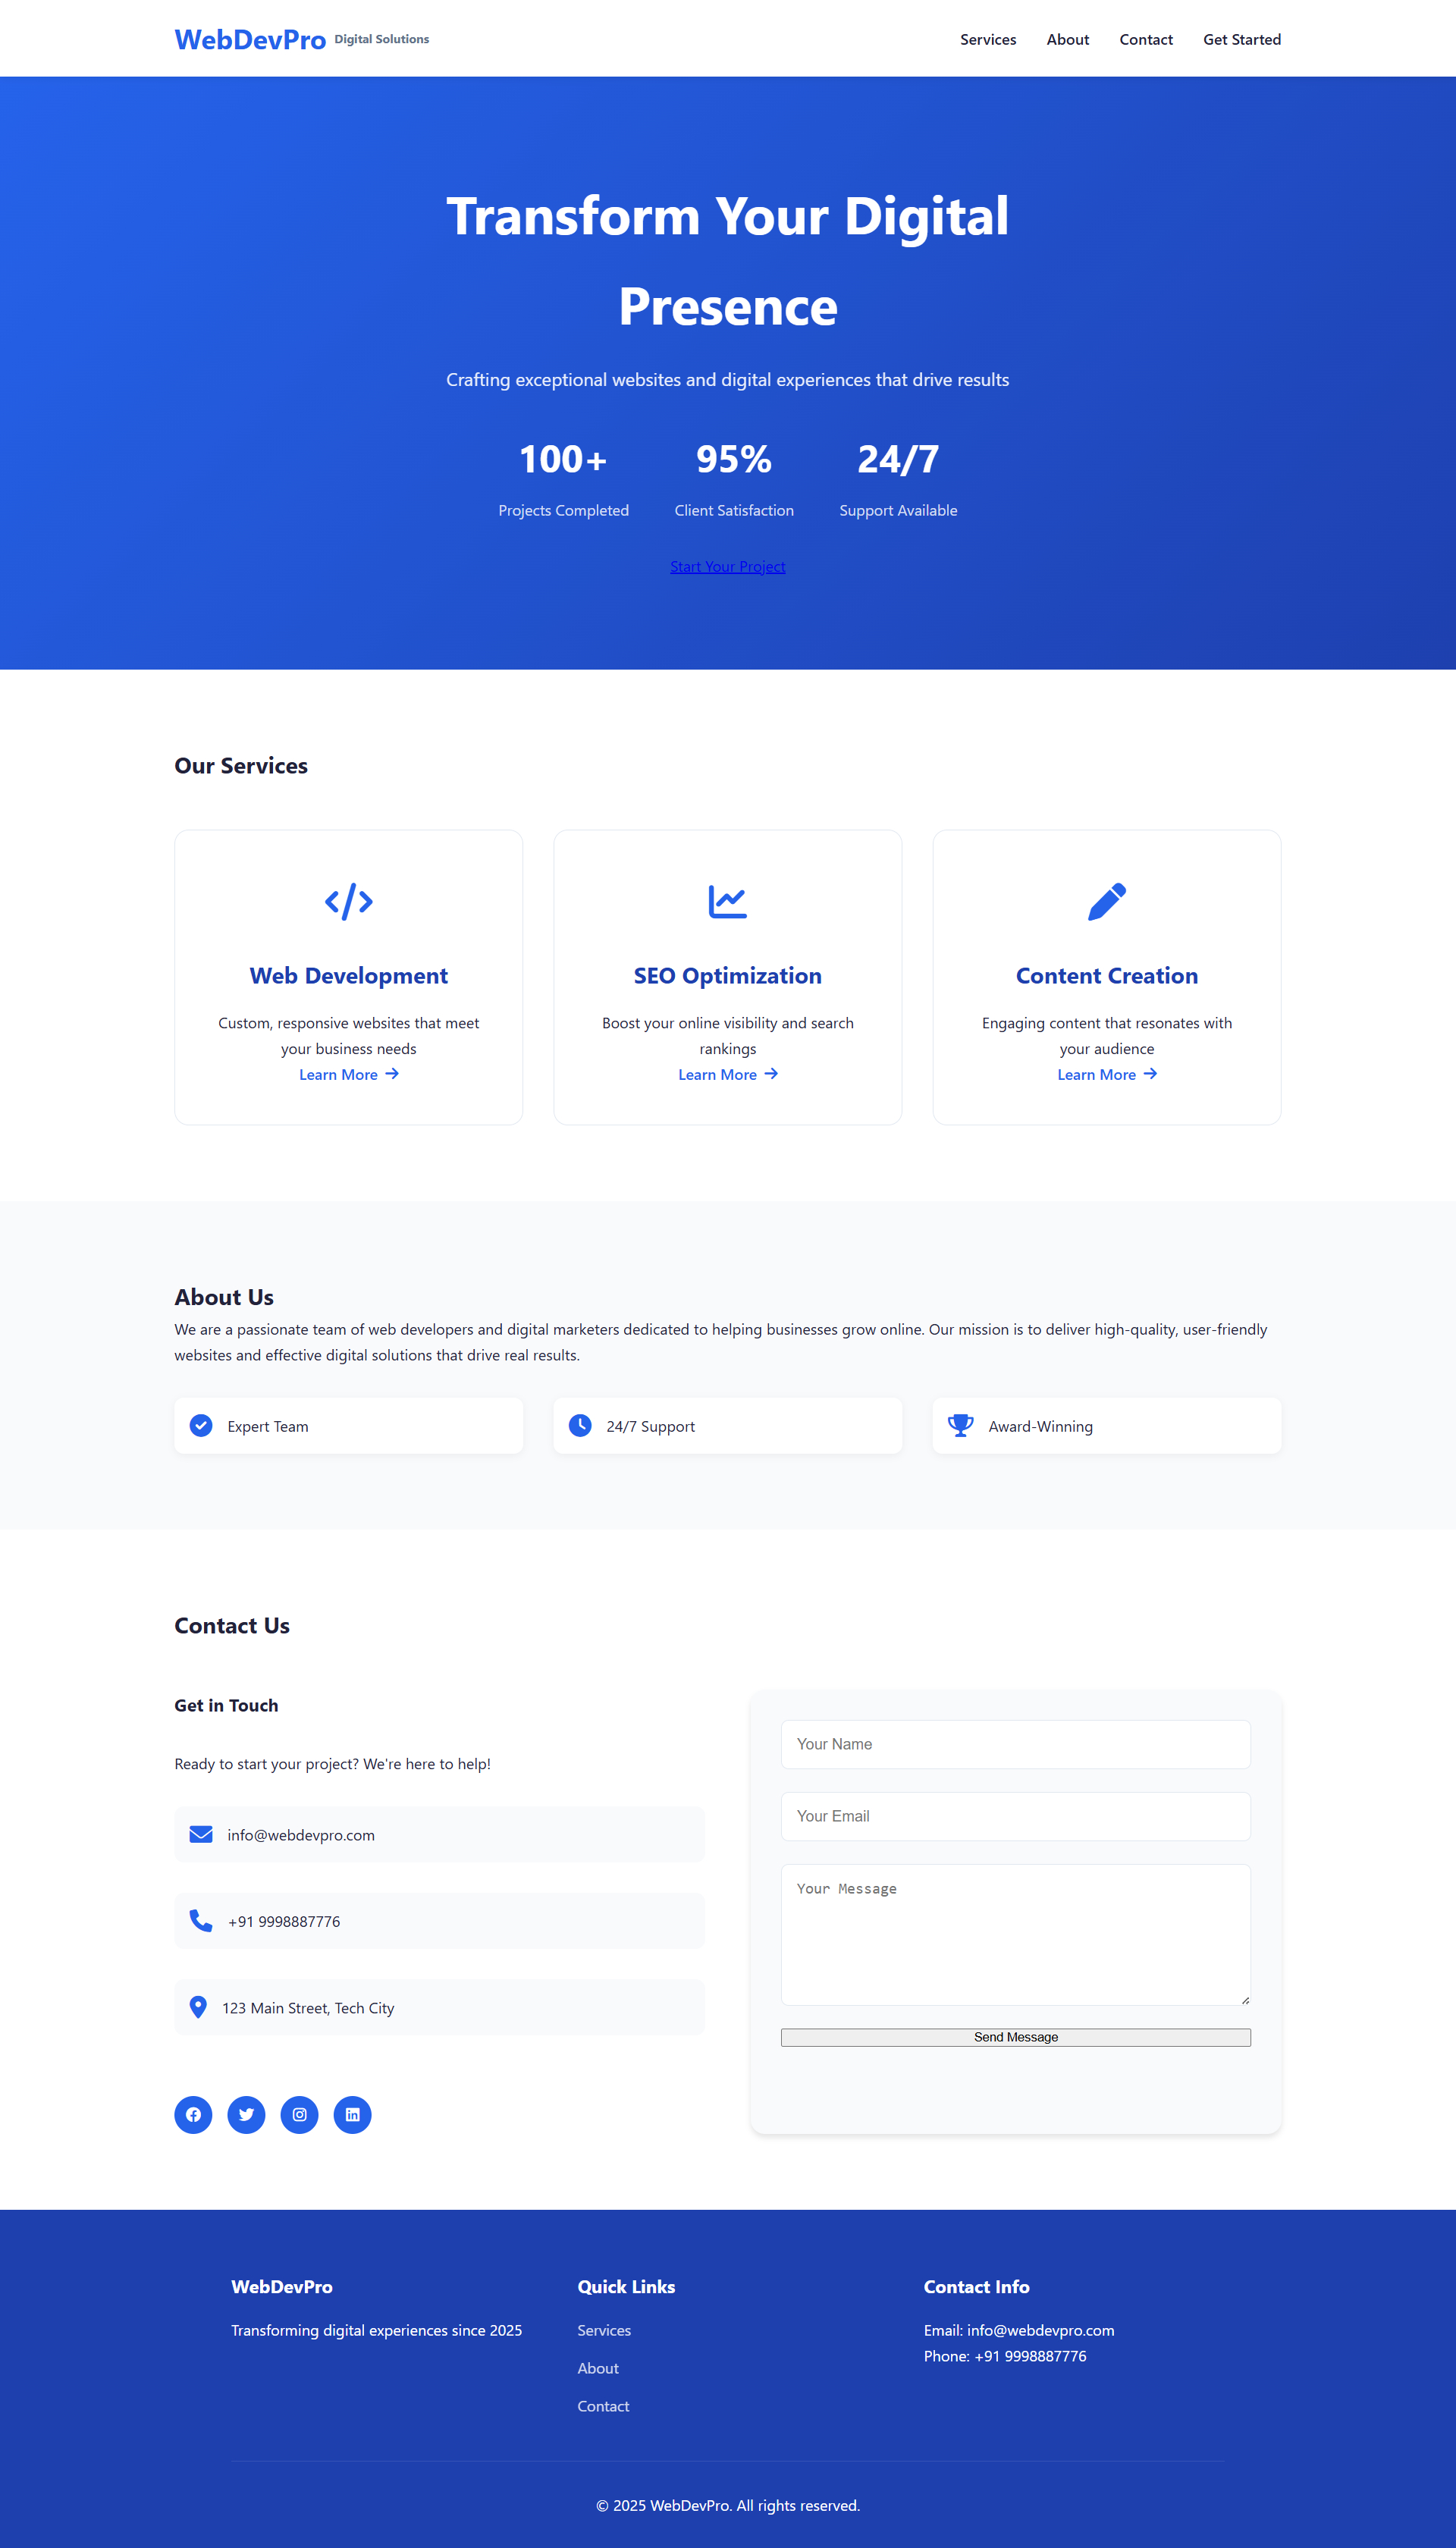 WebDevPro Digital Solutions
Services About Contact Get Started
Transform Your Digital
Presence
Crafting exceptional websites and digital experiences that drive results
100+ 95% 24/7
Projects Completed Client Satisfaction Support Available
Start Your Project
Our Services
Web Development
Custom, responsive websites that meet
your business needs
Learn More
SEO Optimization
Boost your online visibility and search
rankings
Learn More
Content Creation
Engaging content that resonates with
your audience
Learn More
About Us
We are a passionate team of web developers and digital marketers dedicated to helping businesses grow online. Our mission is to deliver high-quality, user-friendly
websites and effective digital solutions that drive real results.
Expert Team
24/7 Support
Award-Winning
Contact Us
Get in Touch
Ready to start your project? We're here to help!
info@webdevpro.com
+91 9998887776
123 Main Street, Tech City
Your Name
Your Email
Your Message
Send Message
WebDevPro
Transforming digital experiences since 2025
Quick Links
Services
About
Contact
Contact Info
Email: info@webdevpro.com
Phone: +91 9998887776
© 2025 WebDevPro. All rights reserved.